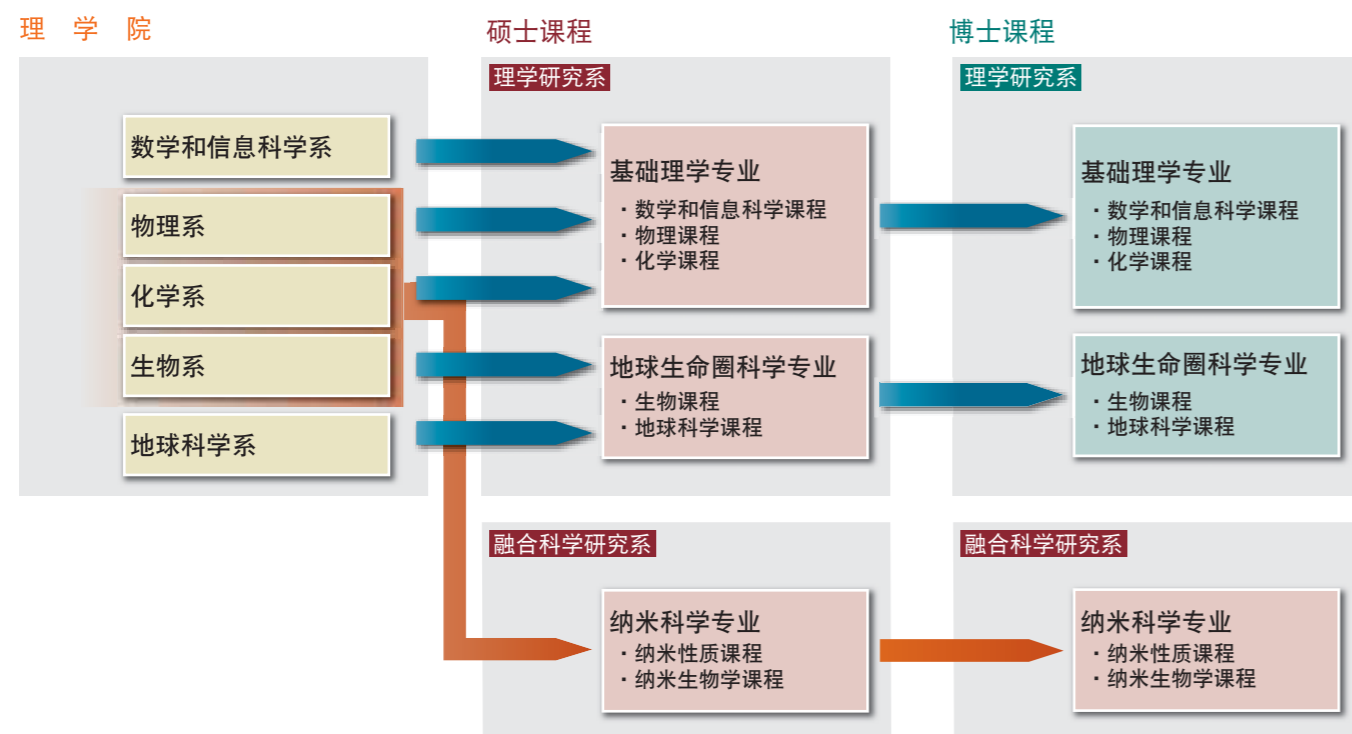 理 学 院
数学和信息科学系
物理系
化学系
生物系
地球科学系
硕士课程
理学研究系
基础理学专业
・数学和信息科学课程
・物理课程
・化学课程
地球生命圈科学专业
・生物课程
・地球科学课程
融合科学研究系
纳米科学专业
・纳米性质课程
・纳米生物学课程
博士课程
理学研究系
基础理学专业
・数学和信息科学课程
・物理课程
・化学课程
地球生命圈科学专业
・生物课程
・地球科学课程
融合科学研究系
纳米科学专业
・纳米性质课程
・纳米生物学课程